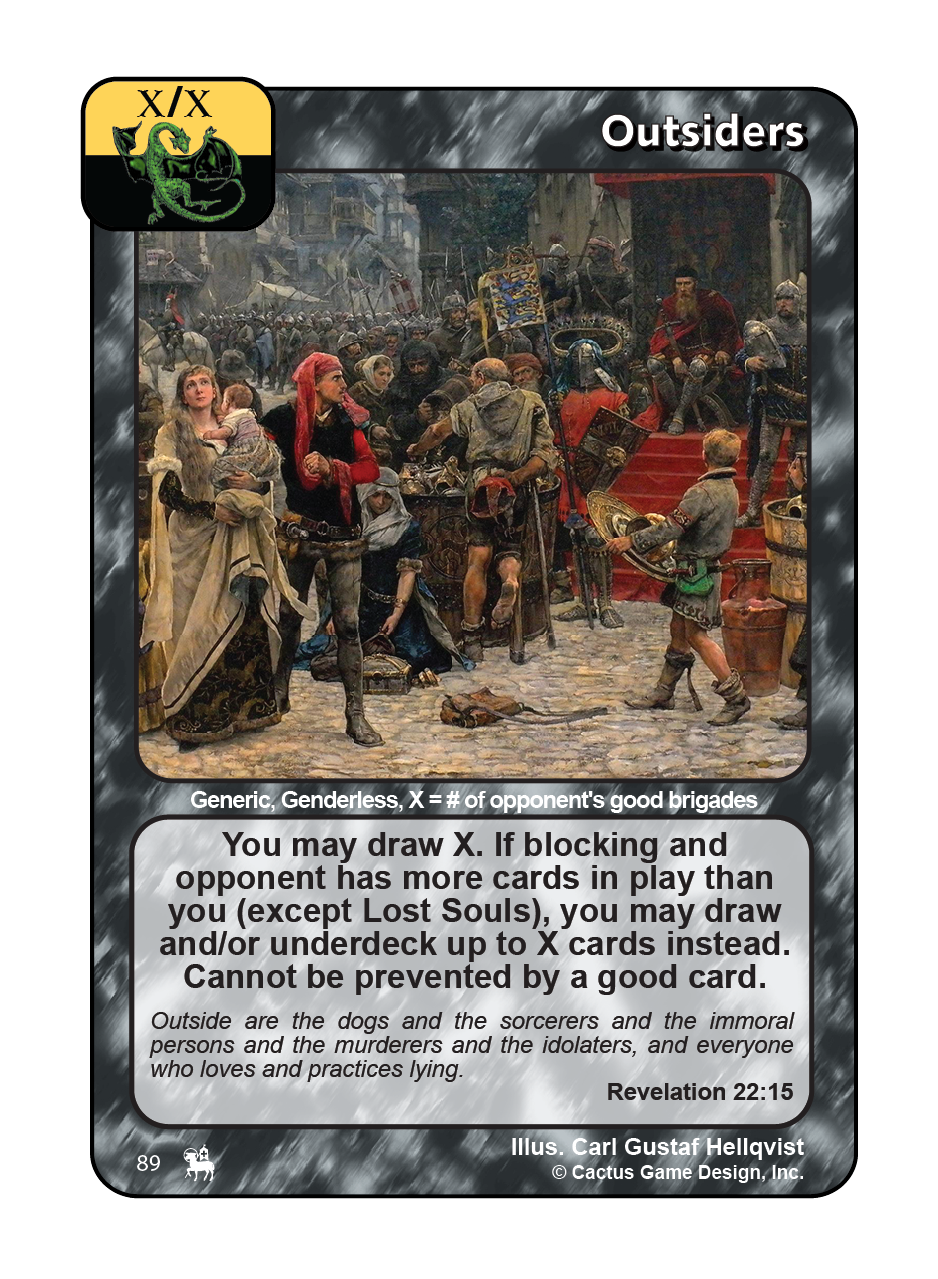 X/X
Outsiders
Generic, Genderless, X = # of opponent's good brigades
You may draw X. If blocking and
opponent has more cards in play than
you (except Lost Souls), you may draw
and/or underdeck up to X cards instead.
Cannot be prevented by a good card.
Outside are the dogs and the sorcerers and the immoral
persons and the murderers and the idolaters, and everyone
who loves and practices lying.
Revelation 22:15
Illus. Carl Gustaf Hellqvist
89
© Cactus Game Design, Inc.